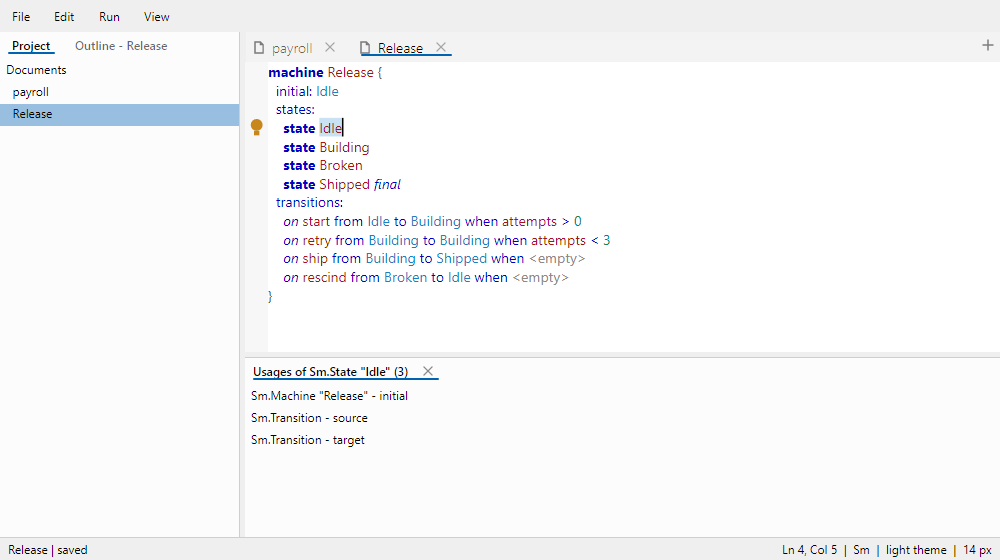 File Edit Run View
Project Outline - Release
Documents
payroll
Release
payroll Release
machine Release {
initial: Idle
states:
state Idle
state Building
state Broken
state Shipped final
transitions:
on start from Idle to Building when attempts > 0
on retry from Building to Building when attempts < 3
on ship from Building to Shipped when <empty>
on rescind from Broken to Idle when <empty>
}
Usages of Sm.State "Idle" (3)
Sm.Machine "Release" - initial
Sm.Transition - source
Sm.Transition - target
Release | saved
Ln 4, Col 5 | Sm | light theme | 14 px